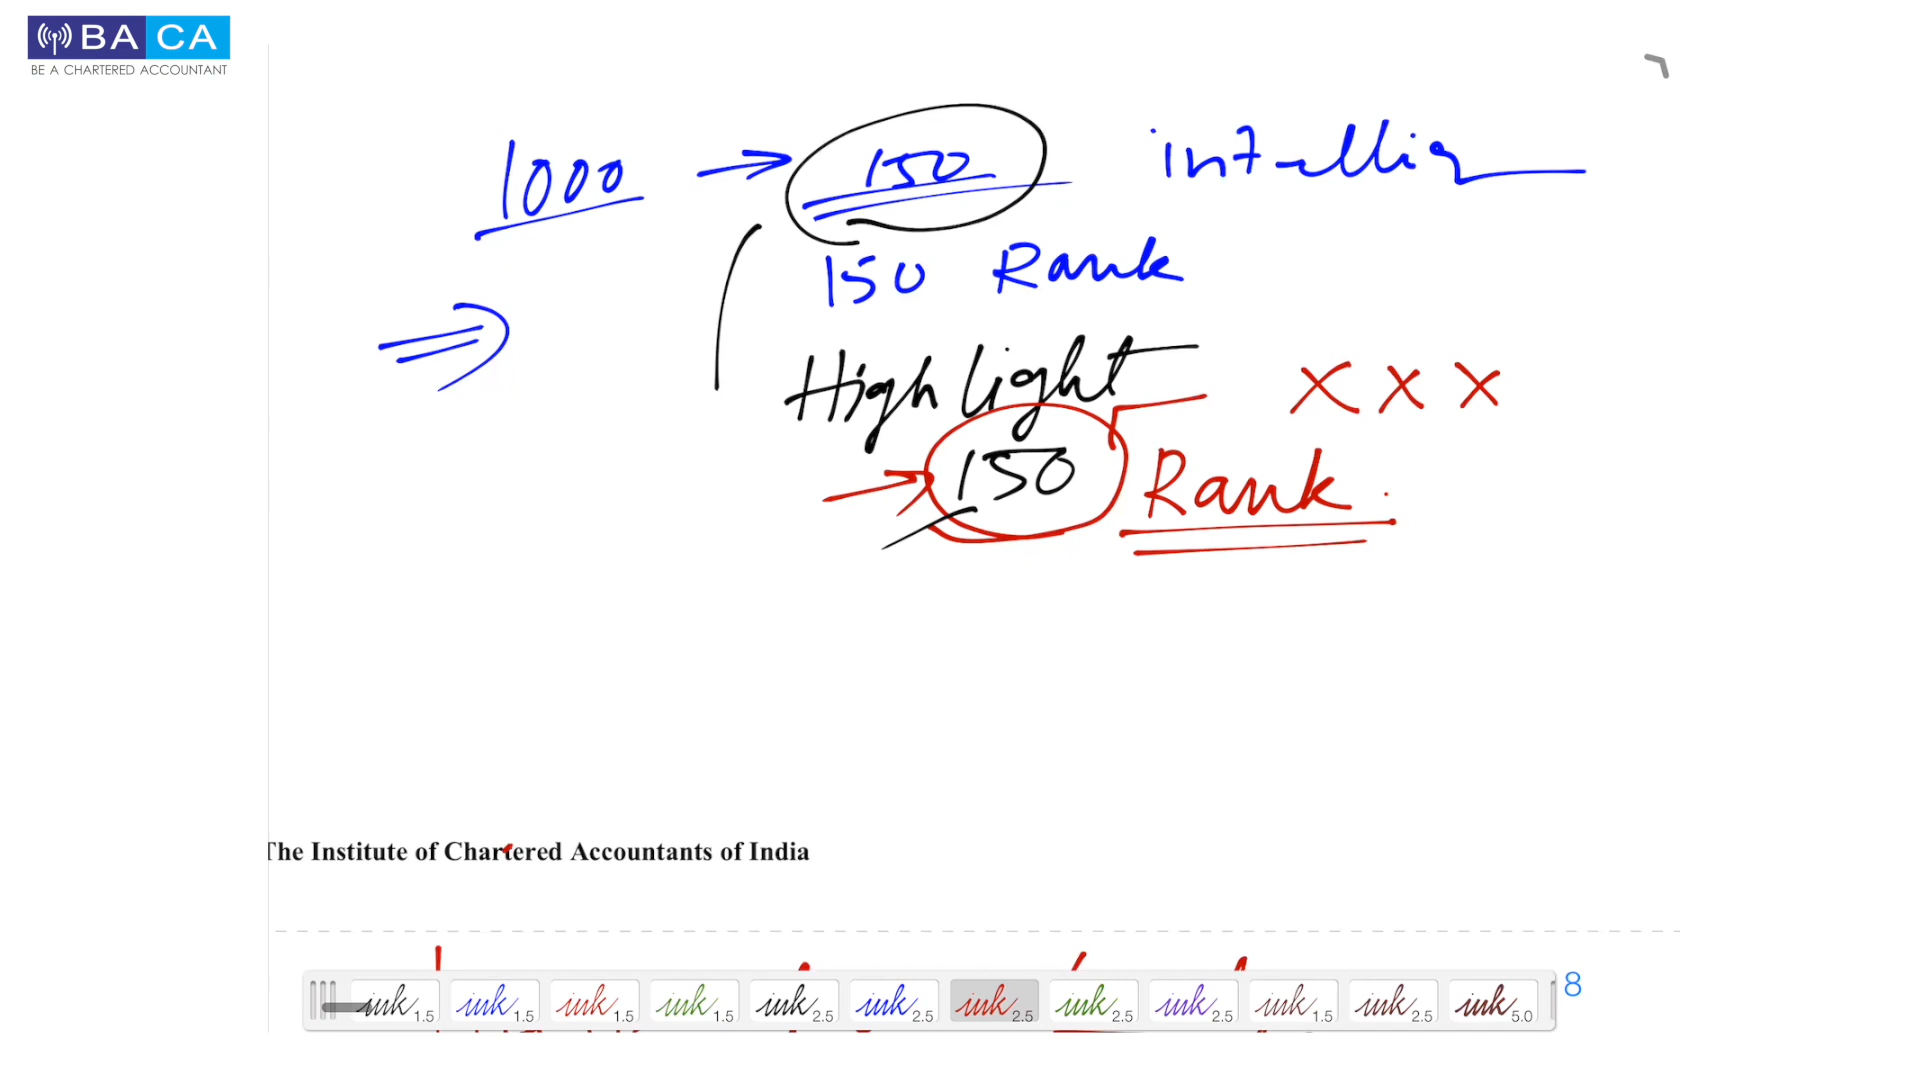 BA CA
BE A CHARTERED ACCOUNTANT
1000 → 150 intellig
150 Rank
Highlight
x x x
→ 150 Rank.
The Institute of Chartered Accountants of India
ink 1.5 ink 1.5 ink 1.5 ink 1.5 ink 2.5 ink 2.5 ink 2.5 ink 2.5 ink 2.5 ink 1.5 ink 2.5 ink 5.0
8